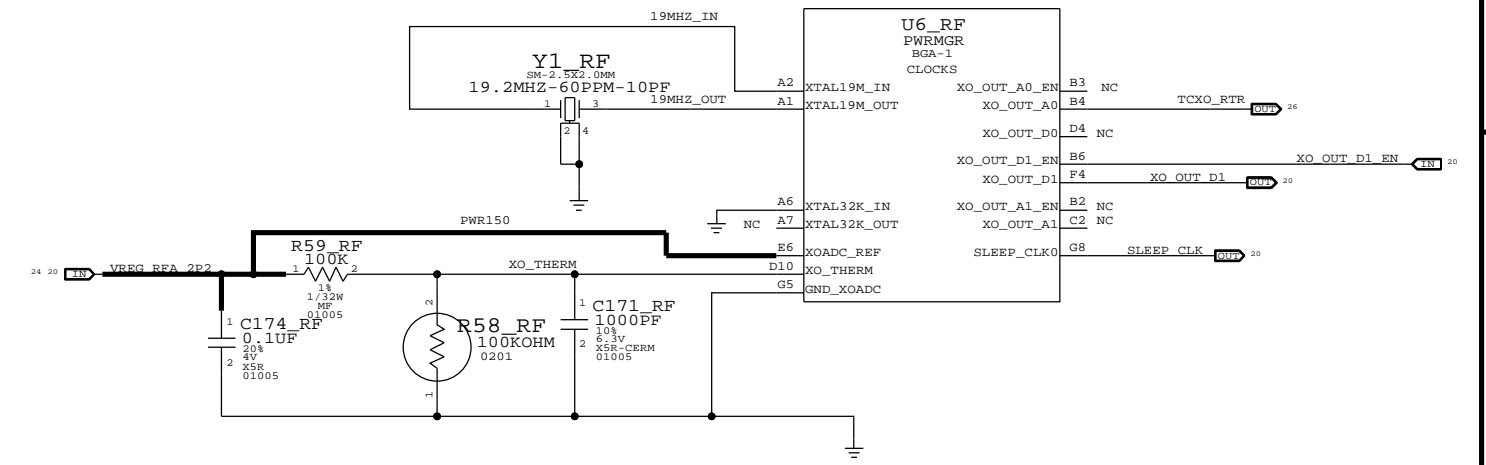 19MHZ_IN
U6_RF
PWRMGR
BGA-1
CLOCKS
Y1_RF
SM-2.5X2.0MM
19.2MHZ-60PPM-10PF
1 3
2 4
19MHZ_OUT
A2 XTAL19M_IN
A1 XTAL19M_OUT
XO_OUT_A0_EN B3 NC
XO_OUT_A0 B4 TCXO_RTR OUT 26
XO_OUT_D0 D4 NC
XO_OUT_D1_EN B6 XO_OUT_D1_EN IN 20
XO_OUT_D1 F4 XO_OUT_D1 OUT 20
A6 XTAL32K_IN
NC A7 XTAL32K_OUT
XO_OUT_A1_EN B2 NC
XO_OUT_A1 C2 NC
PWR150
E6 XOADC_REF
SLEEP_CLK0 G8 SLEEP_CLK OUT 20
D10 XO_THERM
G5 GND_XOADC
24 20 IN VREG_RFA_2P2
R59_RF
100K
1 2
1%
1/32W
MF
01005
XO_THERM
1
C174_RF
0.1UF
20%
4V
X5R
01005
2
2
R58_RF
100KOHM
0201
1
1
C171_RF
1000PF
10%
6.3V
X5R-CERM
01005
2